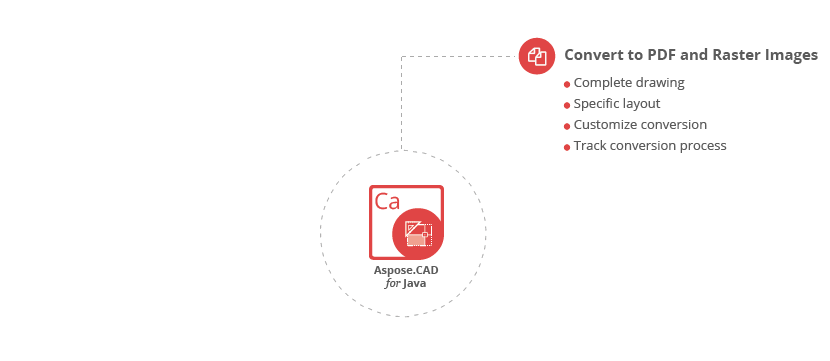 Convert to PDF and Raster Images
Complete drawing
Specific layout
Customize conversion
Track conversion process
Ca
Aspose.CAD
for Java